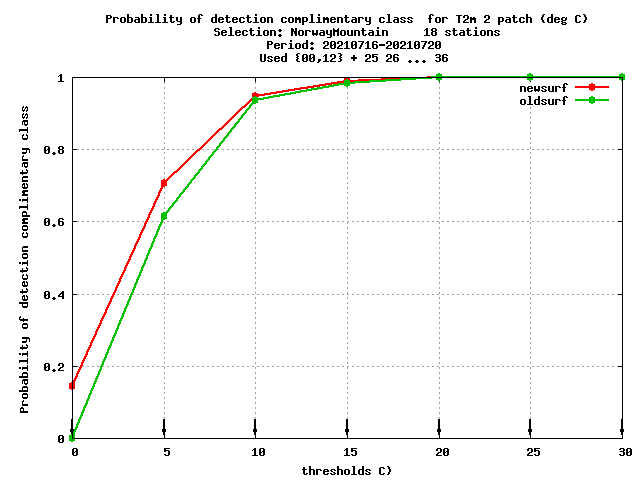 Probability of detection complimentary class  for T2m 2 patch (deg C)
Selection: NorwayMountain     18 stations
Period: 20210716-20210720
Used {00,12} + 25 26 ... 36
Probability of detection complimentary class
1
0.8
0.6
0.4
0.2
0
newsurf
oldsurf
0 5 10 15 20 25 30
thresholds C)